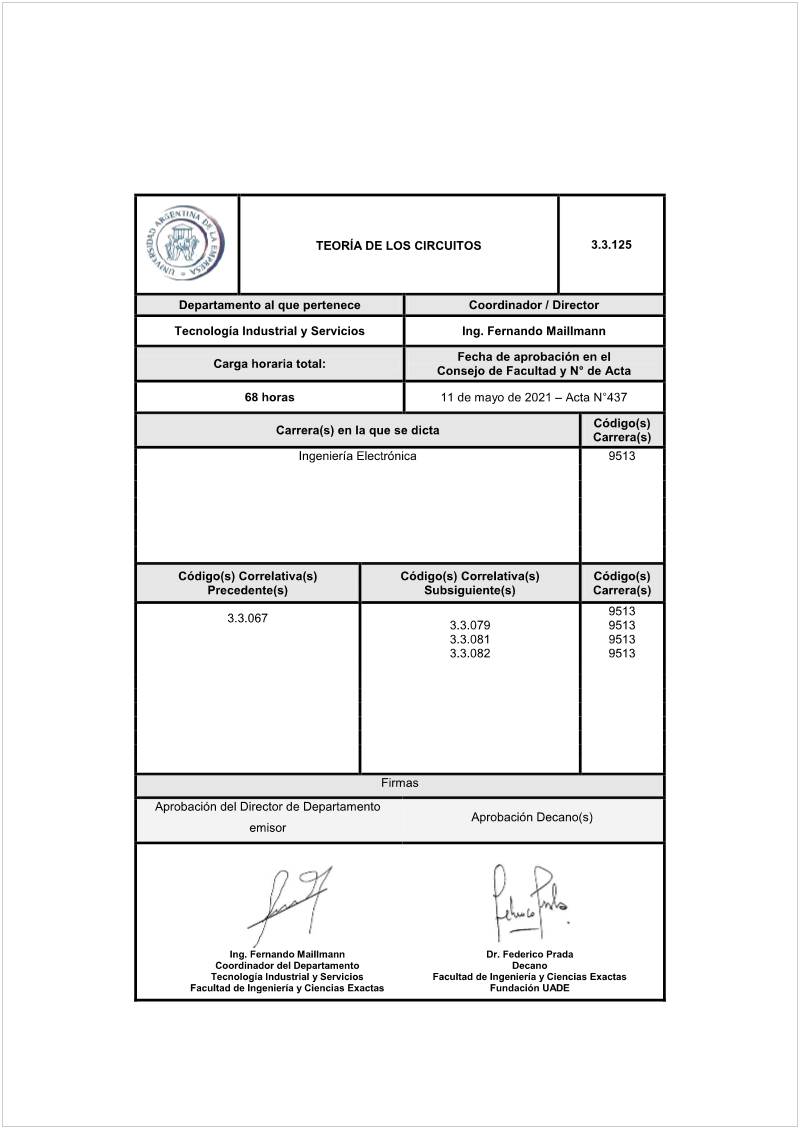 UNIVERSIDAD ARGENTINA DE LA EMPRESA
TEORÍA DE LOS CIRCUITOS
3.3.125
Departamento al que pertenece
Coordinador / Director
Tecnología Industrial y Servicios
Ing. Fernando Maillmann
Carga horaria total:
Fecha de aprobación en el
Consejo de Facultad y N° de Acta
68 horas
11 de mayo de 2021 – Acta N°437
Carrera(s) en la que se dicta
Código(s)
Carrera(s)
Ingeniería Electrónica
9513
Código(s) Correlativa(s)
Precedente(s)
Código(s) Correlativa(s)
Subsiguiente(s)
Código(s)
Carrera(s)
3.3.067
9513
3.3.079
9513
3.3.081
9513
3.3.082
9513
Firmas
Aprobación del Director de Departamento
emisor
Aprobación Decano(s)
Federico Prada
Ing. Fernando Maillmann
Coordinador del Departamento
Tecnología Industrial y Servicios
Facultad de Ingeniería y Ciencias Exactas
Dr. Federico Prada
Decano
Facultad de Ingeniería y Ciencias Exactas
Fundación UADE